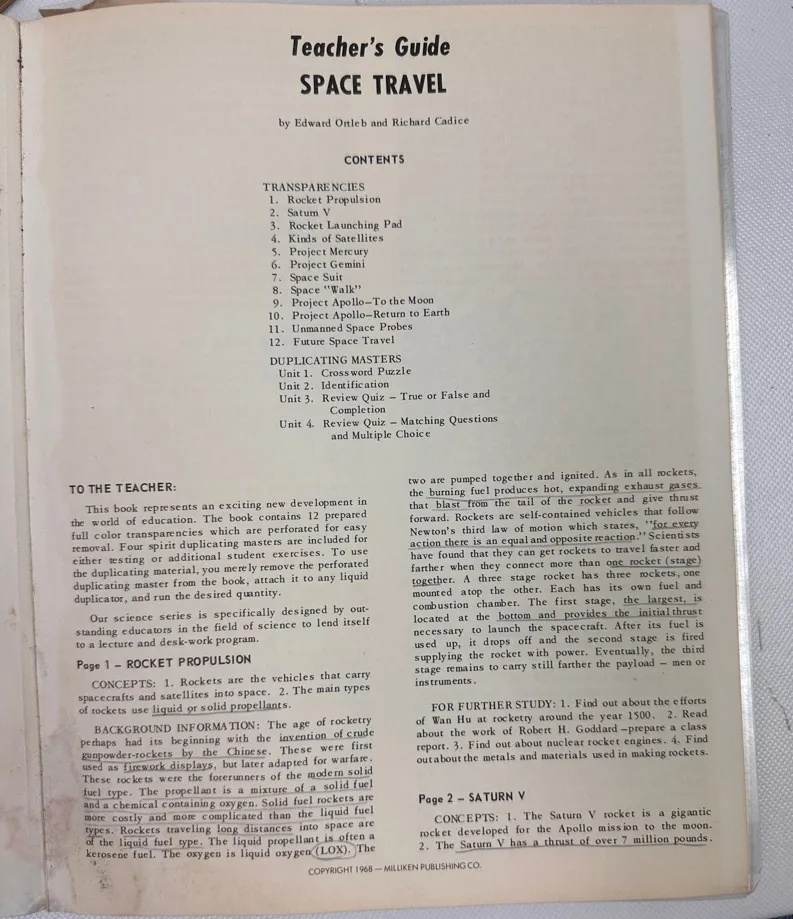 Teacher's Guide
SPACE TRAVEL
by Edward Ortleb and Richard Cadice
CONTENTS
TRANSPARENCIES
1. Rocket Propulsion
2. Saturn V
3. Rocket Launching Pad
4. Kinds of Satellites
5. Project Mercury
6. Project Gemini
7. Space Suit
8. Space "Walk"
9. Project Apollo—To the Moon
10. Project Apollo—Return to Earth
11. Unmanned Space Probes
12. Future Space Travel
DUPLICATING MASTERS
Unit 1. Crossword Puzzle
Unit 2. Identification
Unit 3. Review Quiz — True or False and
Completion
Unit 4. Review Quiz — Matching Questions
and Multiple Choice
TO THE TEACHER:
This book represents an exciting new development in
the world of education. The book contains 12 prepared
full color transparencies which are perforated for easy
removal. Four spirit duplicating masters are included for
either testing or additional student exercises. To use
the duplicating material, you merely remove the perforated
duplicating master from the book, attach it to any liquid
duplicator, and run the desired quantity.
Our science series is specifically designed by out-
standing educators in the field of science to lend itself
to a lecture and desk-work program.
Page 1 — ROCKET PROPULSION
CONCEPTS: 1. Rockets are the vehicles that carry
spacecrafts and satellites into space. 2. The main types
of rockets use liquid or solid propellants.
BACKGROUND INFORMATION: The age of rocketry
perhaps had its beginning with the invention of crude
gunpowder-rockets by the Chinese. These were first
used as firework displays, but later adapted for warfare.
These rockets were the forerunners of the modern solid
fuel type. The propellant is a mixture of a solid fuel
and a chemical containing oxygen. Solid fuel rockets are
more costly and more complicated than the liquid fuel
types. Rockets traveling long distances into space are
of the liquid fuel type. The liquid propellant is often a
kerosene fuel. The oxygen is liquid oxygen (LOX). The
two are pumped together and ignited. As in all rockets,
the burning fuel produces hot, expanding exhaust gases
that blast from the tail of the rocket and give thrust
forward. Rockets are self-contained vehicles that follow
Newton's third law of motion which states, "for every
action there is an equal and opposite reaction." Scientists
have found that they can get rockets to travel faster and
farther when they connect more than one rocket (stage)
together. A three stage rocket has three rockets, one
mounted atop the other. Each has its own fuel and
combustion chamber. The first stage, the largest, is
located at the bottom and provides the initial thrust
necessary to launch the spacecraft. After its fuel is
used up, it drops off and the second stage is fired
supplying the rocket with power. Eventually, the third
stage remains to carry still farther the payload — men or
instruments.
FOR FURTHER STUDY: 1. Find out about the efforts
of Wan Hu at rocketry around the year 1500. 2. Read
about the work of Robert H. Goddard—prepare a class
report. 3. Find out about nuclear rocket engines. 4. Find
out about the metals and materials used in making rockets.
Page 2 — SATURN V
CONCEPTS: 1. The Saturn V rocket is a gigantic
rocket developed for the Apollo mission to the moon.
2. The Saturn V has a thrust of over 7 million pounds.
COPYRIGHT 1968 — MILLIKEN PUBLISHING CO.